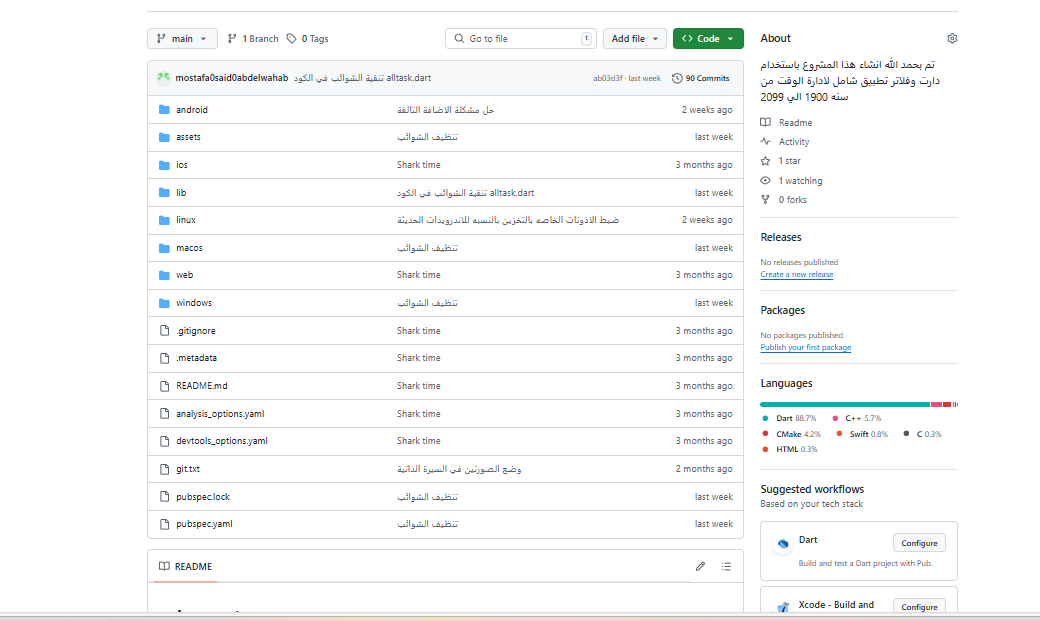 main
1 Branch
0 Tags
Go to file
t
Add file
Code
mostafa0said0abdelwahab تنقية الشوائب في الكود alltask.dart
ab03d3f · last week
90 Commits
android حل مشكلة الاضافة التالفة 2 weeks ago
assets تنظيف الشوائب last week
ios Shark time 3 months ago
lib تنقية الشوائب في الكود alltask.dart last week
linux ضبط الاذونات الخاصه بالتخزين بالنسبه للاندرويدات الحديثة 2 weeks ago
macos تنظيف الشوائب last week
web Shark time 3 months ago
windows تنظيف الشوائب last week
.gitignore Shark time 3 months ago
.metadata Shark time 3 months ago
README.md Shark time 3 months ago
analysis_options.yaml Shark time 3 months ago
devtools_options.yaml Shark time 3 months ago
git.txt وضع الصورتين في السيرة الذاتية 2 months ago
pubspec.lock تنظيف الشوائب last week
pubspec.yaml تنظيف الشوائب last week
README
About
تم بحمد الله انشاء هذا المشروع باستخدام
دارت وفلاتر تطبيق شامل لادارة الوقت من
سنه 1900 الي 2099
Readme
Activity
1 star
1 watching
0 forks
Releases
No releases published
Create a new release
Packages
No packages published
Publish your first package
Languages
Dart 88.7% C++ 5.7%
CMake 4.2% Swift 0.8% C 0.3%
HTML 0.3%
Suggested workflows
Based on your tech stack
Dart
Configure
Build and test a Dart project with Pub.
Xcode - Build and
Configure